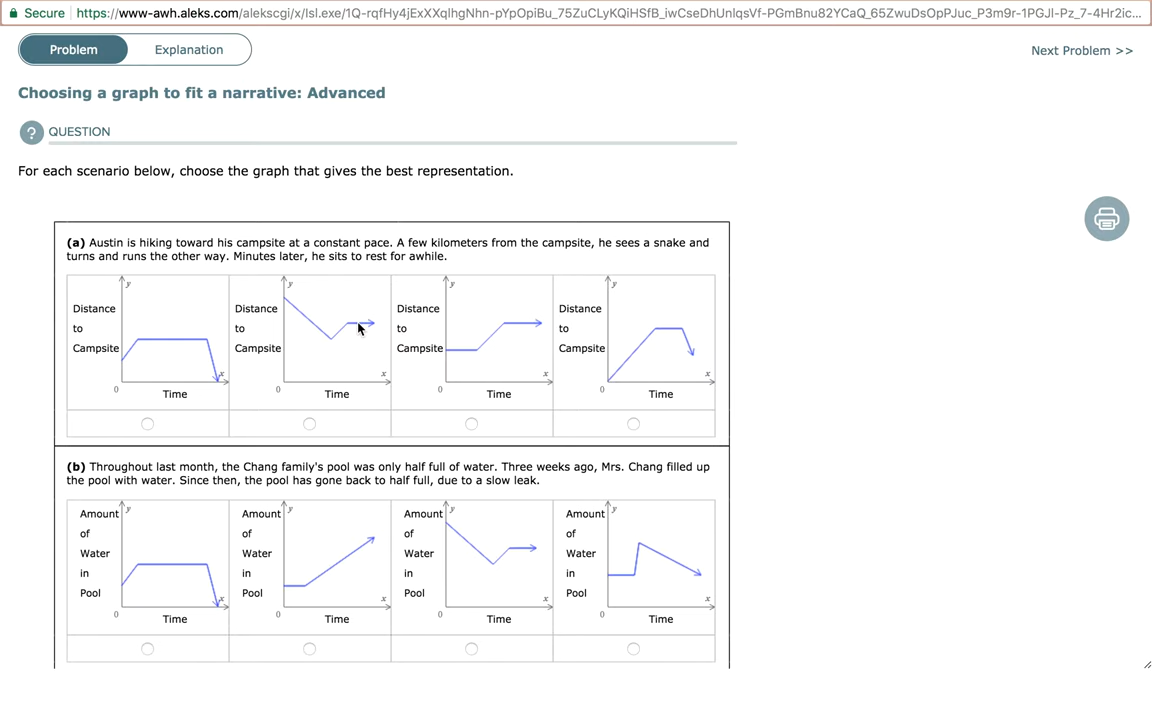 Secure https://www-awh.aleks.com/alekscgi/x/Isl.exe/1Q-rqfHy4jExXXqlhgNhn-pYpOpiBu_75ZuCLyKQiHSfB_iwCseDhUnlqsVf-PGmBnu82YCaQ_65ZwuDsOpPJuc_P3m9r-1PGJl-Pz_7-4Hr2ic...
Problem Explanation Next Problem >>
Choosing a graph to fit a narrative: Advanced
? QUESTION
For each scenario below, choose the graph that gives the best representation.
(a) Austin is hiking toward his campsite at a constant pace. A few kilometers from the campsite, he sees a snake and
turns and runs the other way. Minutes later, he sits to rest for awhile.
y y y y
Distance Distance Distance Distance
to to to to
Campsite Campsite Campsite Campsite
x x x x
0 0 0 0
Time Time Time Time
(b) Throughout last month, the Chang family's pool was only half full of water. Three weeks ago, Mrs. Chang filled up
the pool with water. Since then, the pool has gone back to half full, due to a slow leak.
y y y y
Amount Amount Amount Amount
of of of of
Water Water Water Water
in in in in
Pool Pool Pool Pool
x x x x
0 0 0 0
Time Time Time Time